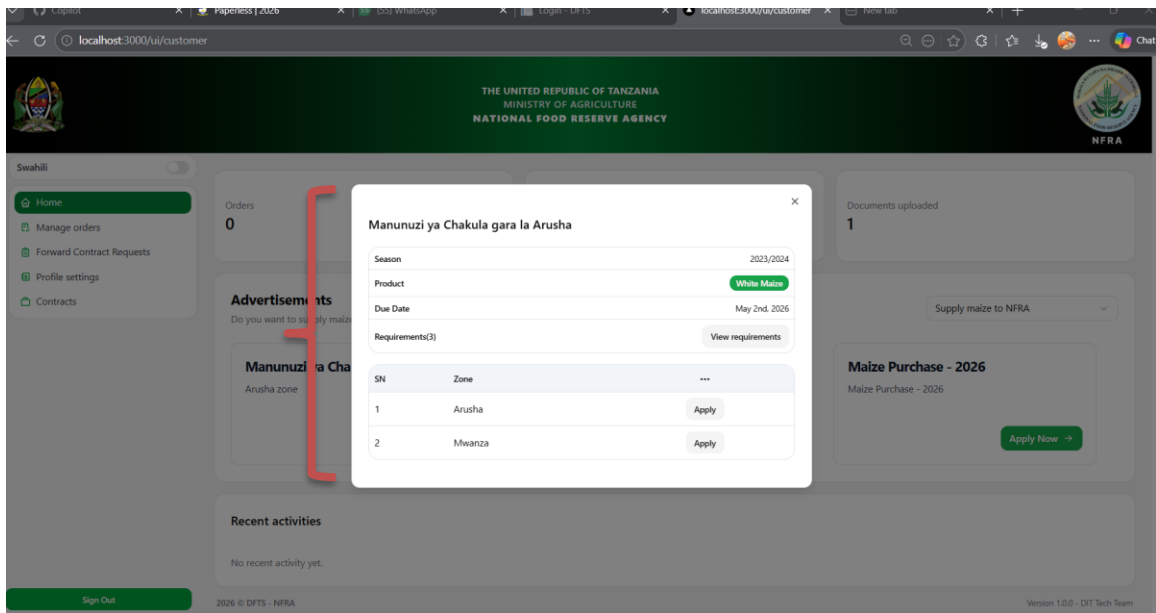 Copilot
Paperless | 2026
(55) WhatsApp
Login - DFTS
localhost:3000/ui/customer
New tab
localhost:3000/ui/customer
Chat
THE UNITED REPUBLIC OF TANZANIA
MINISTRY OF AGRICULTURE
NATIONAL FOOD RESERVE AGENCY
NFRA
Swahili
Home
Manage orders
Forward Contract Requests
Profile settings
Contracts
Sign Out
Orders
0
Documents uploaded
1
Advertisements
Do you want to supply maize
Supply maize to NFRA
Manunuzi ya Cha
Arusha zone
Maize Purchase - 2026
Maize Purchase - 2026
Apply Now →
Manunuzi ya Chakula gara la Arusha
Season 2023/2024
Product White Maize
Due Date May 2nd, 2026
Requirements(3) View requirements
SN Zone ...
1 Arusha Apply
2 Mwanza Apply
Recent activities
No recent activity yet.
2026 © DFTS - NFRA
Version 1.0.0 - DIT Tech Team